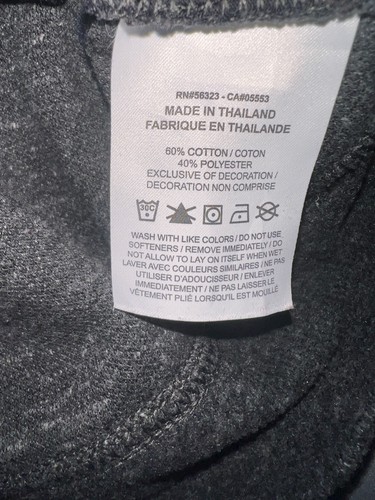 RN#56323 - CA#05553
MADE IN THAILAND
FABRIQUE EN THAILANDE
60% COTTON / COTON
40% POLYESTER
EXCLUSIVE OF DECORATION /
DECORATION NON COMPRISE
30C
WASH WITH LIKE COLORS / DO NOT USE
SOFTENERS / REMOVE IMMEDIATELY / DO
NOT ALLOW TO LAY ON ITSELF WHEN WET
LAVER AVEC COULEURS SIMILAIRES / NE PAS
UTILISER D'ADOUCISSEUR / ENLEVER
IMMÉDIATEMENT / NE PAS LAISSER LE
VÊTEMENT PLIÉ LORSQU'IL EST MOUILLE